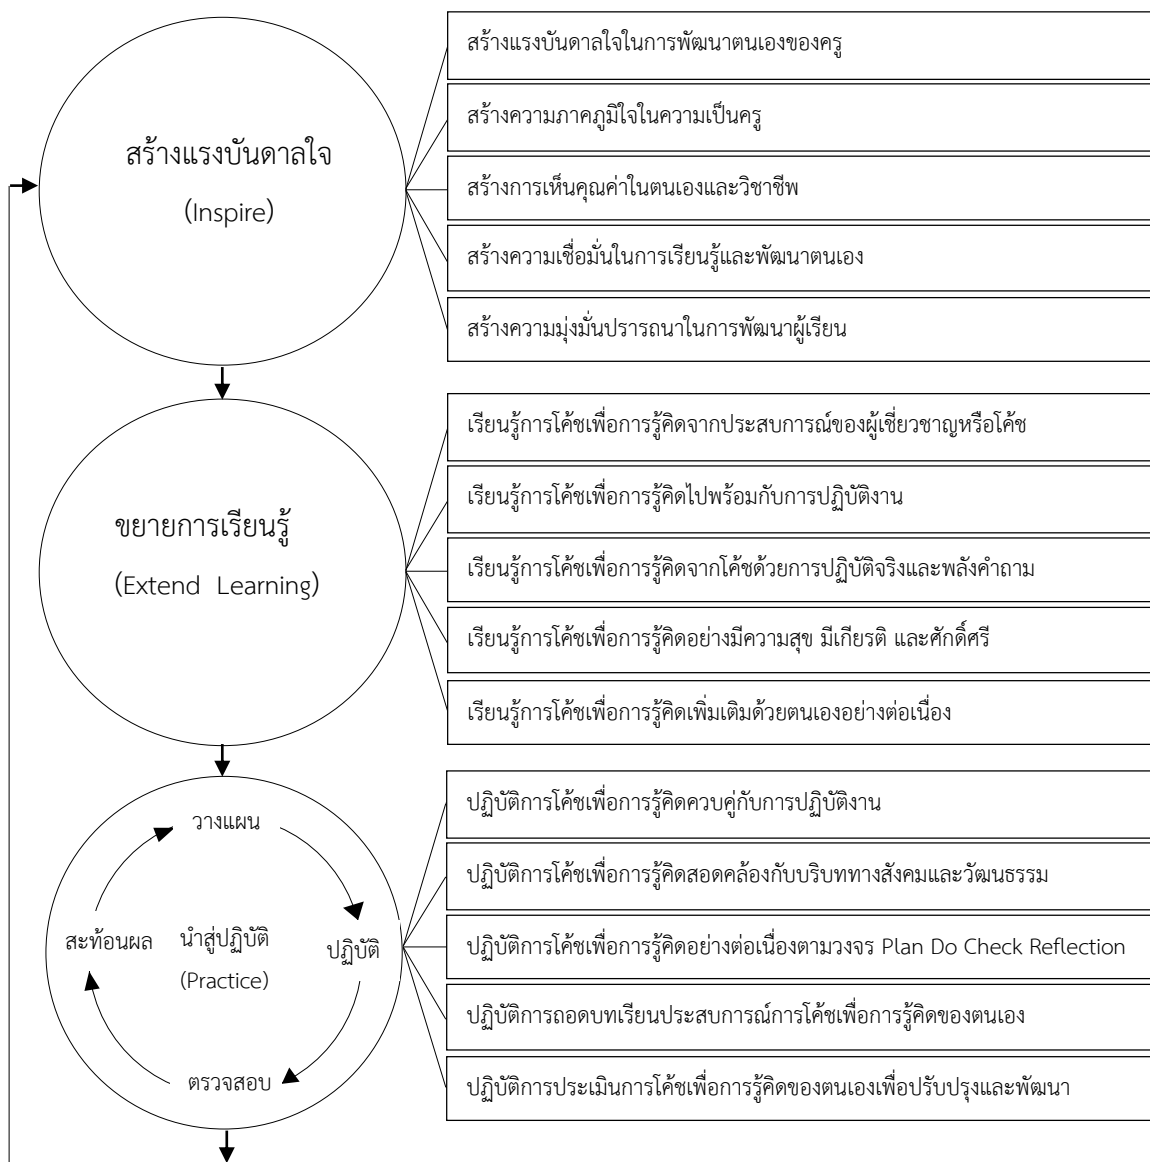 สร้างแรงบันดาลใจ
(Inspire)
สร้างแรงบันดาลใจในการพัฒนาตนเองของครู
สร้างความภาคภูมิใจในความเป็นครู
สร้างการเห็นคุณค่าในตนเองและวิชาชีพ
สร้างความเชื่อมั่นในการเรียนรู้และพัฒนาตนเอง
สร้างความมุ่งมั่นปรารถนาในการพัฒนาผู้เรียน
ขยายการเรียนรู้
(Extend Learning)
เรียนรู้การโค้ชเพื่อการรู้คิดจากประสบการณ์ของผู้เชี่ยวชาญหรือโค้ช
เรียนรู้การโค้ชเพื่อการรู้คิดไปพร้อมกับการปฏิบัติงาน
เรียนรู้การโค้ชเพื่อการรู้คิดจากโค้ชด้วยการปฏิบัติจริงและพลังคำถาม
เรียนรู้การโค้ชเพื่อการรู้คิดอย่างมีความสุข มีเกียรติ และศักดิ์ศรี
เรียนรู้การโค้ชเพื่อการรู้คิดเพิ่มเติมด้วยตนเองอย่างต่อเนื่อง
วางแผน
สะท้อนผล
นำสู่ปฏิบัติ
(Practice)
ปฏิบัติ
ตรวจสอบ
ปฏิบัติการโค้ชเพื่อการรู้คิดควบคู่กับการปฏิบัติงาน
ปฏิบัติการโค้ชเพื่อการรู้คิดสอดคล้องกับบริบททางสังคมและวัฒนธรรม
ปฏิบัติการโค้ชเพื่อการรู้คิดอย่างต่อเนื่องตามวงจร Plan Do Check Reflection
ปฏิบัติการถอดบทเรียนประสบการณ์การโค้ชเพื่อการรู้คิดของตนเอง
ปฏิบัติการประเมินการโค้ชเพื่อการรู้คิดของตนเองเพื่อปรับปรุงและพัฒนา